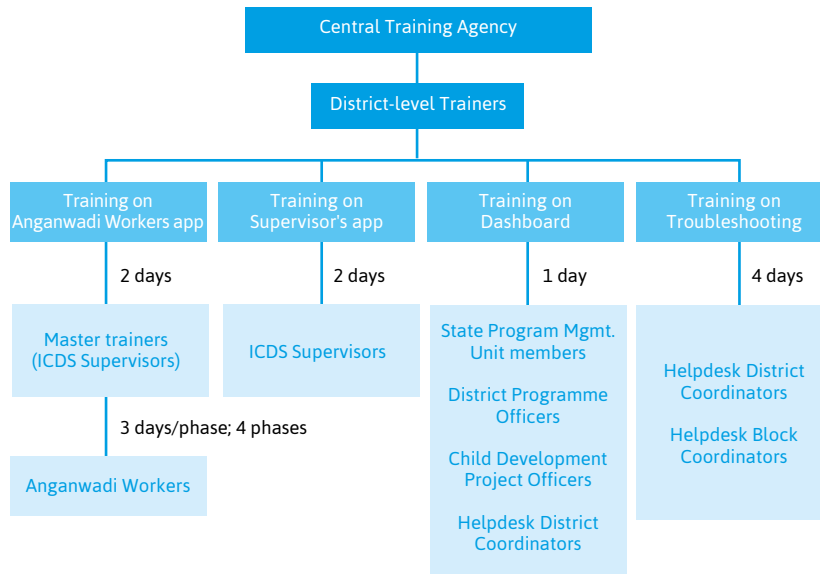 Central Training Agency
District-level Trainers
Training on
Anganwadi Workers app
Training on
Supervisor's app
Training on
Dashboard
Training on
Troubleshooting
2 days
2 days
1 day
4 days
Master trainers
(ICDS Supervisors)
ICDS Supervisors
State Program Mgmt.
Unit members
District Programme
Officers
Child Development
Project Officers
Helpdesk District
Coordinators
Helpdesk District
Coordinators
Helpdesk Block
Coordinators
3 days/phase; 4 phases
Anganwadi Workers